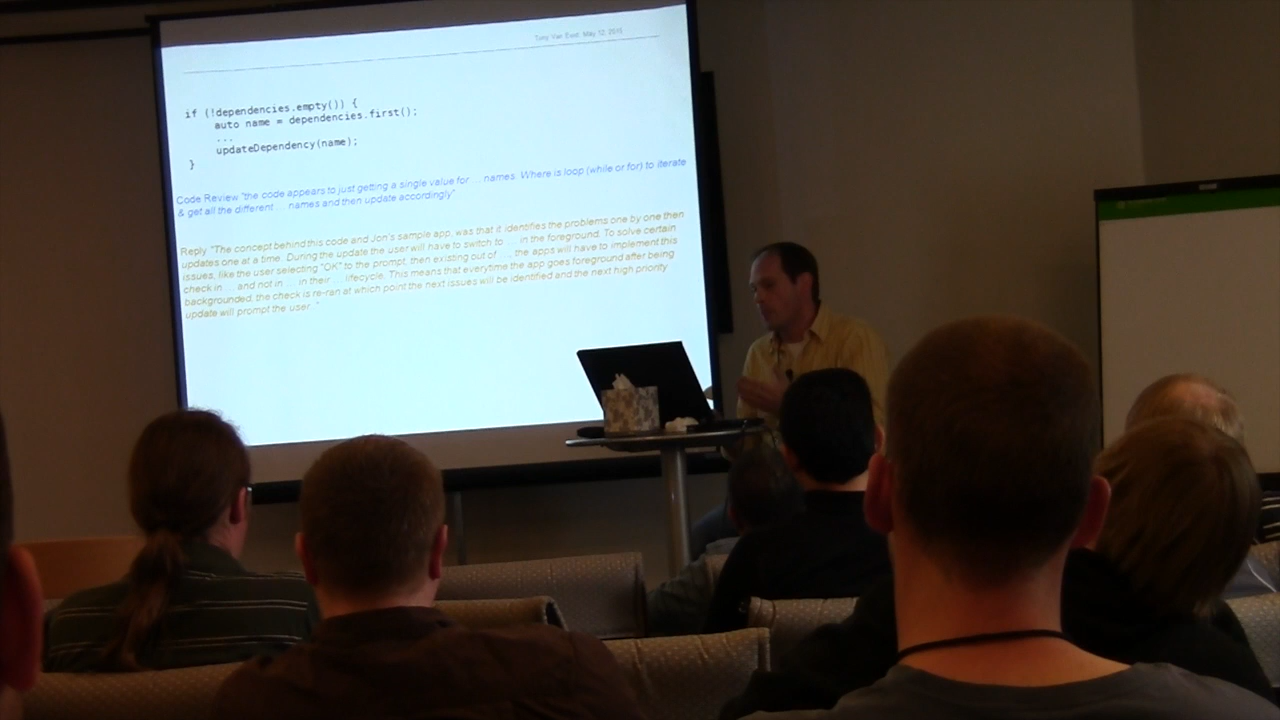 Tony Van Eerd, May 12, 2015
if (!dependencies.empty()) {
auto name = dependencies.first();
...
updateDependency(name);
}
Code Review "the code appears to just getting a single value for ... names. Where is loop (while or for) to iterate
& get all the different ... names and then update accordingly"
Reply "The concept behind this code and Jon's sample app, was that it identifies the problems one by one then
updates one at a time. During the update the user will have to switch to ... in the foreground. To solve certain
issues, like the user selecting "OK" to the prompt, then existing out of ..., the apps will have to implement this
check in ... and not in ... in their ... lifecycle. This means that everytime the app goes foreground after being
backgrounded, the check is re-ran at which point the next issues will be identified and the next high priority
update will prompt the user. "